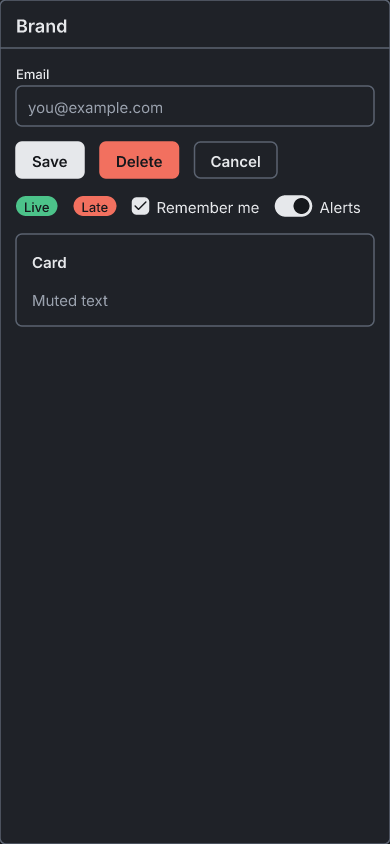 Brand
Email
you@example.com
Save Delete Cancel
Live Late Remember me Alerts
Card
Muted text